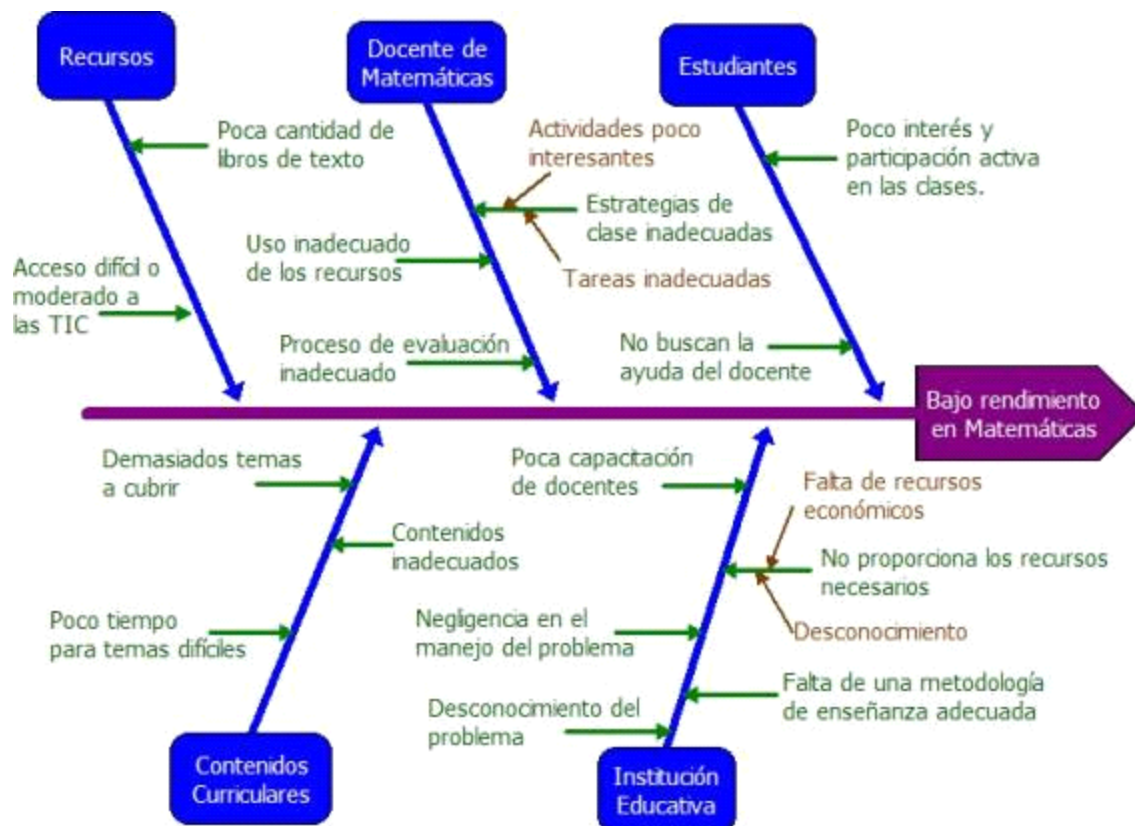 Recursos
Docente de
Matemáticas
Estudiantes
Poca cantidad de
libros de texto
Acceso difícil o
moderado a
las TIC
Actividades poco
interesantes
Estrategias de
clase inadecuadas
Tareas inadecuadas
Uso inadecuado
de los recursos
Proceso de evaluación
inadecuado
Poco interés y
participación activa
en las clases.
No buscan la
ayuda del docente
Bajo rendimiento
en Matemáticas
Demasiados temas
a cubrir
Contenidos
inadecuados
Poco tiempo
para temas difíciles
Contenidos
Curriculares
Poca capacitación
de docentes
Falta de recursos
económicos
No proporciona los recursos
necesarios
Desconocimiento
Negligencia en el
manejo del problema
Falta de una metodología
de enseñanza adecuada
Desconocimiento del
problema
Institución
Educativa